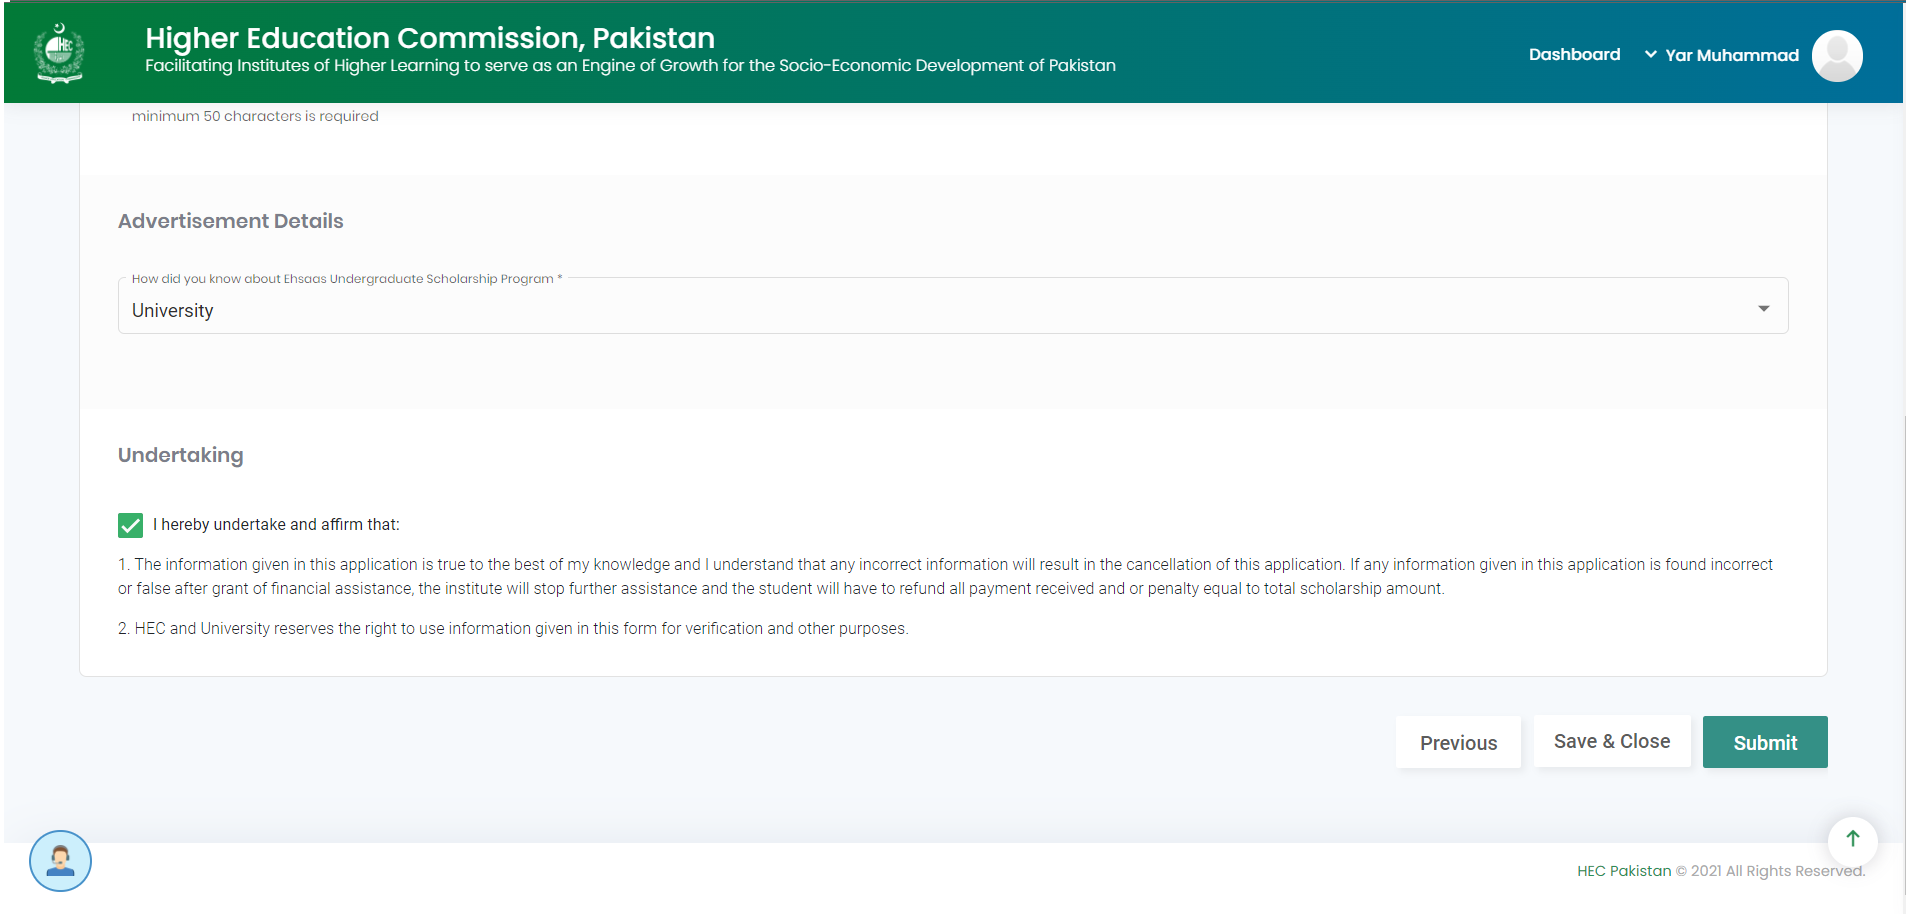 HEC
Higher Education Commission, Pakistan
Facilitating Institutes of Higher Learning to serve as an Engine of Growth for the Socio-Economic Development of Pakistan
Dashboard
Yar Muhammad
minimum 50 characters is required
Advertisement Details
How did you know about Ehsaas Undergraduate Scholarship Program *
University
Undertaking
I hereby undertake and affirm that:
1. The information given in this application is true to the best of my knowledge and I understand that any incorrect information will result in the cancellation of this application. If any information given in this application is found incorrect
or false after grant of financial assistance, the institute will stop further assistance and the student will have to refund all payment received and or penalty equal to total scholarship amount.
2. HEC and University reserves the right to use information given in this form for verification and other purposes.
Previous
Save & Close
Submit
HEC Pakistan © 2021 All Rights Reserved.